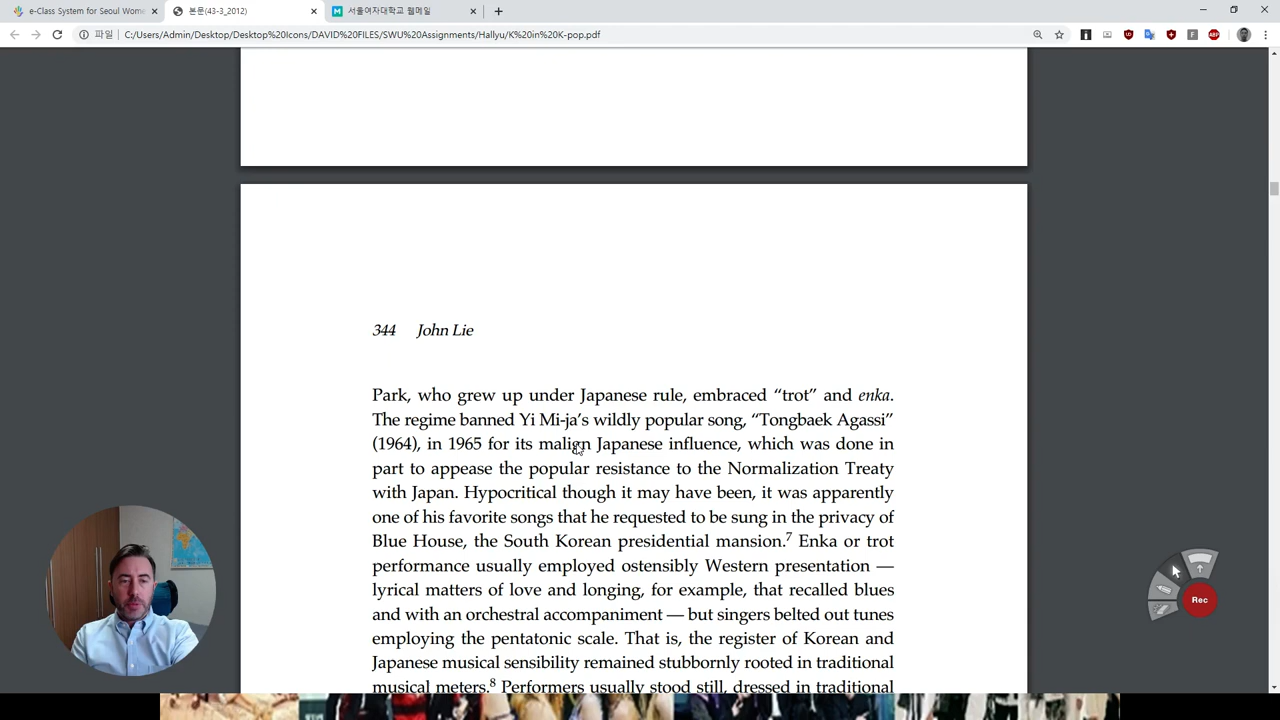 e-Class System for Seoul Wome
본문(43-3_2012)
서울여자대학교 웹메일
파일 C:/Users/Admin/Desktop/Desktop%20Icons/DAVID%20FILES/SWU%20Assignments/Hallyu/K%20in%20K-pop.pdf
344 John Lie
Park, who grew up under Japanese rule, embraced “trot” and enka.
The regime banned Yi Mi-ja’s wildly popular song, “Tongbaek Agassi”
(1964), in 1965 for its malign Japanese influence, which was done in
part to appease the popular resistance to the Normalization Treaty
with Japan. Hypocritical though it may have been, it was apparently
one of his favorite songs that he requested to be sung in the privacy of
Blue House, the South Korean presidential mansion.7 Enka or trot
performance usually employed ostensibly Western presentation —
lyrical matters of love and longing, for example, that recalled blues
and with an orchestral accompaniment — but singers belted out tunes
employing the pentatonic scale. That is, the register of Korean and
Japanese musical sensibility remained stubbornly rooted in traditional
musical meters.8 Performers usually stood still, dressed in traditional
Rec